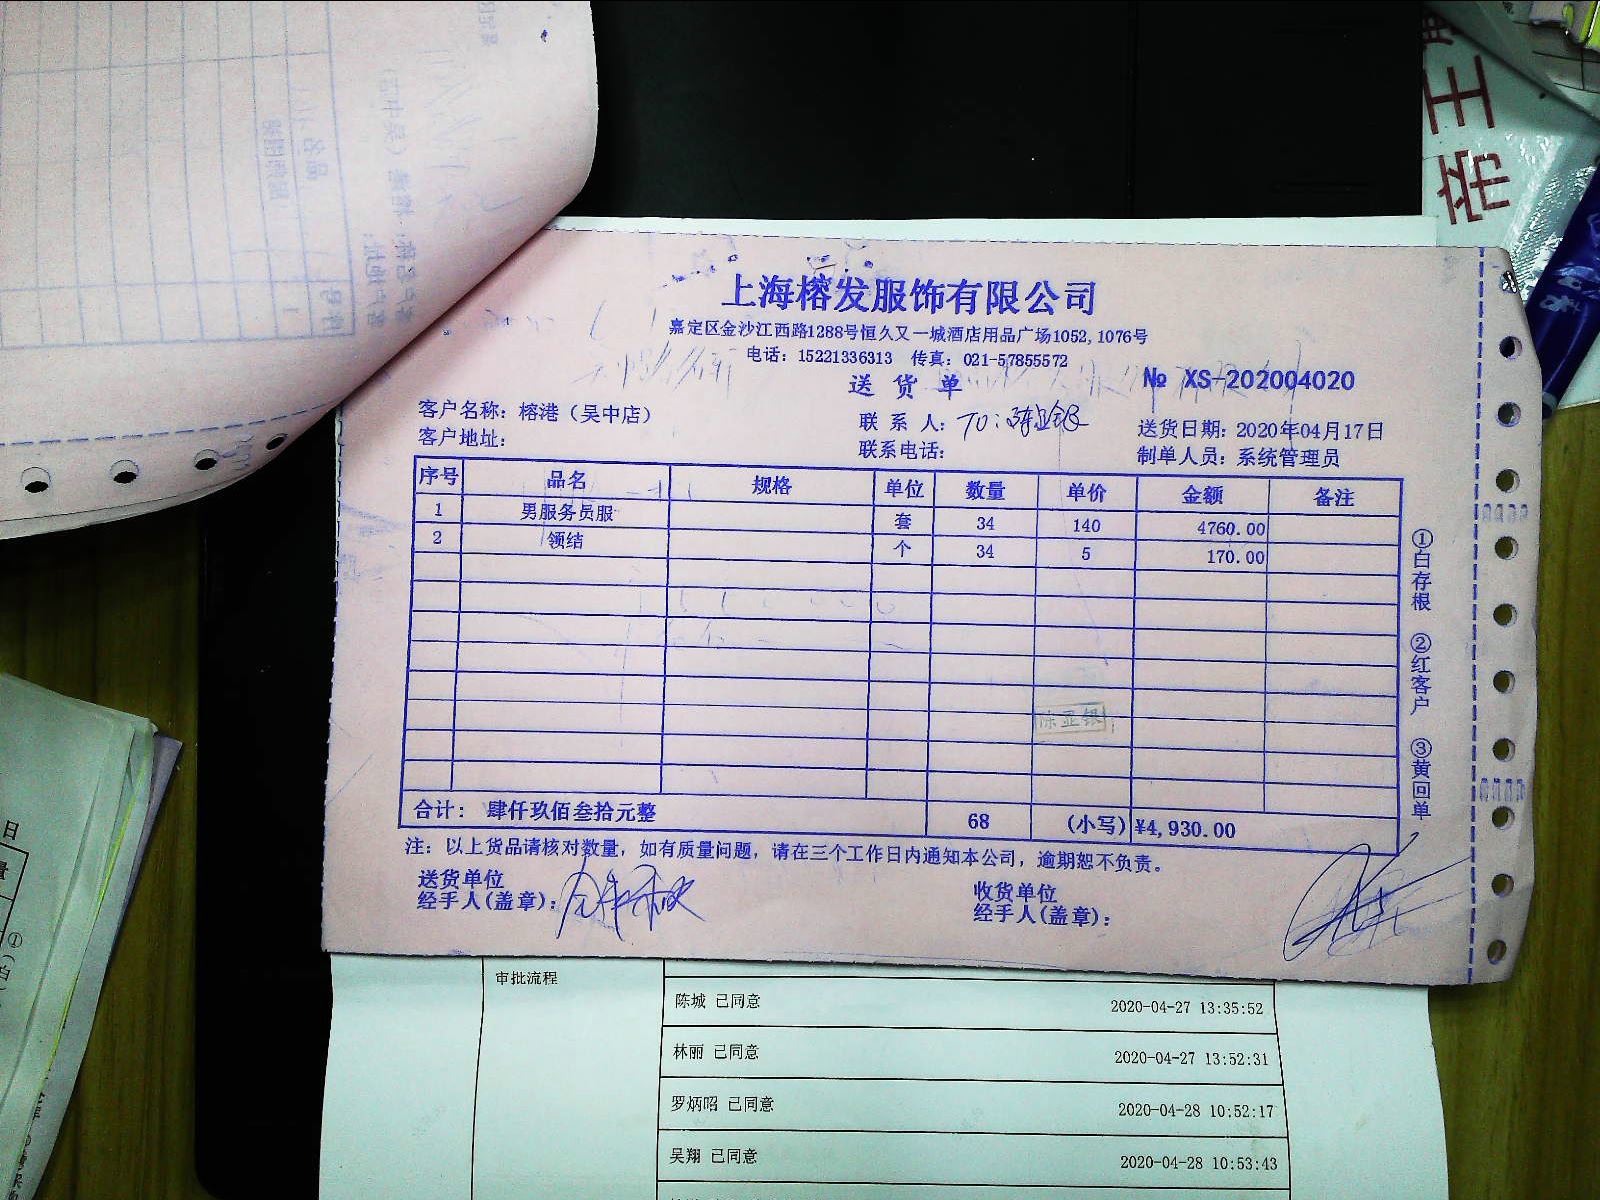 上海榕发服饰有限公司
嘉定区金沙江西路1288号恒久又一城酒店用品广场1052, 1076号
电话: 15221336313 传真: 021-57855572
送 货 单
№ XS-202004020
客户名称: 榕港 (吴中店)
联 系 人: TO:陈亚银
送货日期: 2020年04月17日
客户地址:
联系电话:
制单人员: 系统管理员
序号 品名 规格 单位 数量 单价 金额 备注
1 男服务员服 套 34 140 4760.00
2 领结 个 34 5 170.00
陈亚银
合计: 肆仟玖佰叁拾元整 68 (小写) ¥4,930.00
注: 以上货品请核对数量, 如有质量问题, 请在三个工作日内通知本公司, 逾期恕不负责。
送货单位
经手人(盖章):
收货单位
经手人(盖章):
①白存根 ②红客户 ③黄回单
审批流程
陈城 已同意 2020-04-27 13:35:52
林丽 已同意 2020-04-27 13:52:31
罗炳昭 已同意 2020-04-28 10:52:17
吴翔 已同意 2020-04-28 10:53:43
帝王
日